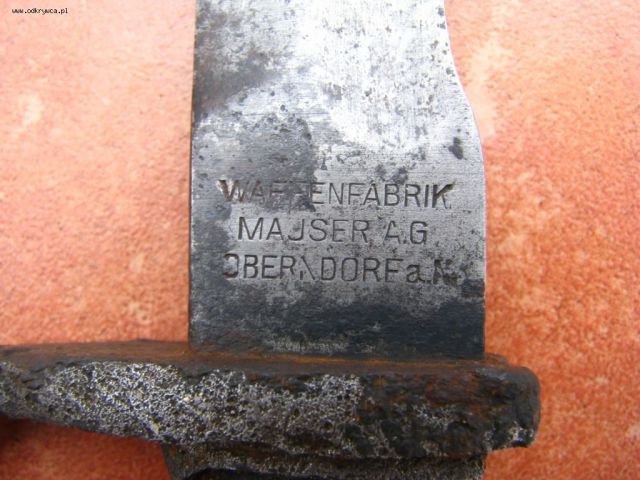 www.odkrywca.pl
WAFFENFABRIK
MAUSER A.G.
OBERNDORF a.N.